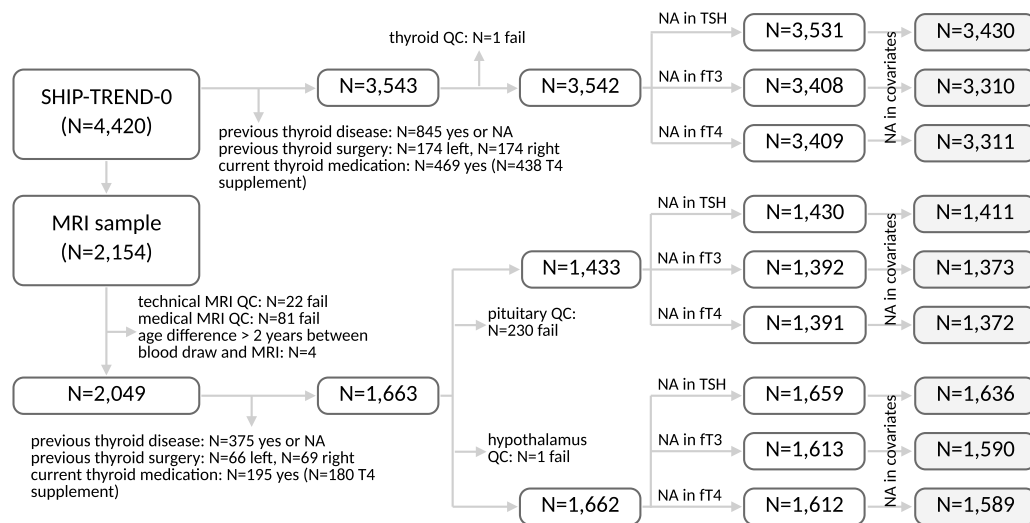 SHIP-TREND-0
(N=4,420)
previous thyroid disease: N=845 yes or NA
previous thyroid surgery: N=174 left, N=174 right
current thyroid medication: N=469 yes (N=438 T4
supplement)
N=3,543
thyroid QC: N=1 fail
N=3,542
NA in TSH
N=3,531
NA in fT3
N=3,408
NA in fT4
N=3,409
NA in covariates
N=3,430
N=3,310
N=3,311
MRI sample
(N=2,154)
technical MRI QC: N=22 fail
medical MRI QC: N=81 fail
age difference > 2 years between
blood draw and MRI: N=4
N=2,049
previous thyroid disease: N=375 yes or NA
previous thyroid surgery: N=66 left, N=69 right
current thyroid medication: N=195 yes (N=180 T4
supplement)
N=1,663
pituitary QC:
N=230 fail
N=1,433
NA in TSH
N=1,430
NA in fT3
N=1,392
NA in fT4
N=1,391
NA in covariates
N=1,411
N=1,373
N=1,372
hypothalamus
QC: N=1 fail
N=1,662
NA in TSH
N=1,659
NA in fT3
N=1,613
NA in fT4
N=1,612
NA in covariates
N=1,636
N=1,590
N=1,589